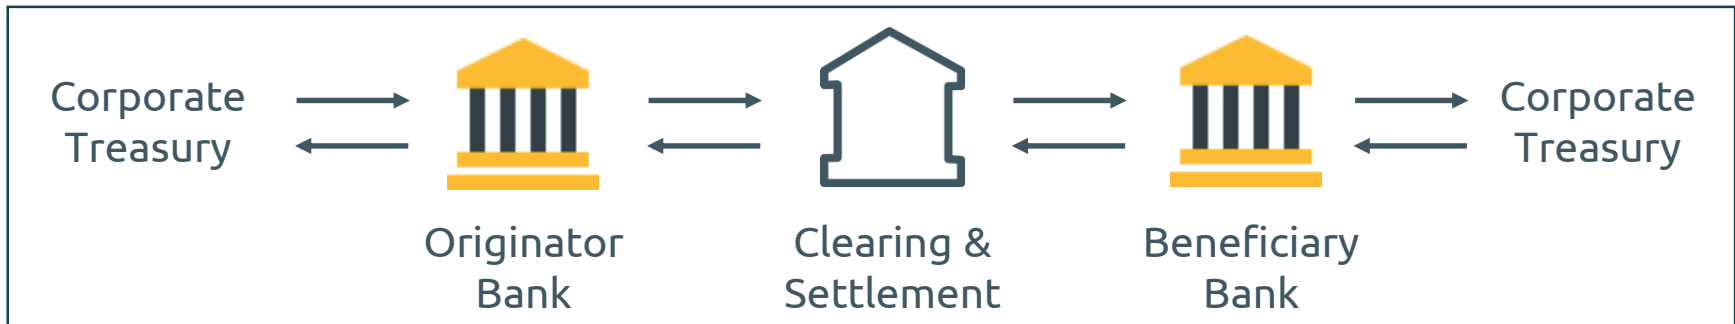 Corporate
Treasury
Originator
Bank
Clearing &
Settlement
Beneficiary
Bank
Corporate
Treasury